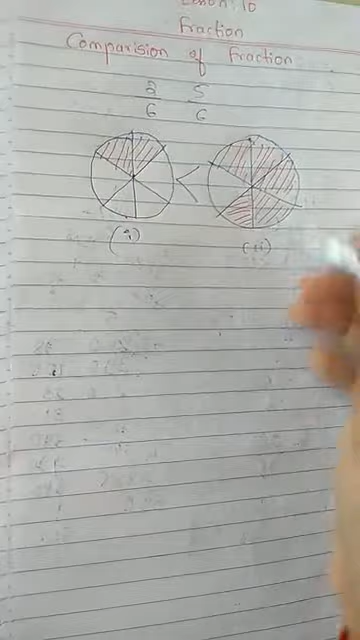 Lesson: 10
Fraction
Comparision of Fraction
2 5
6 6
<
(i) (ii)